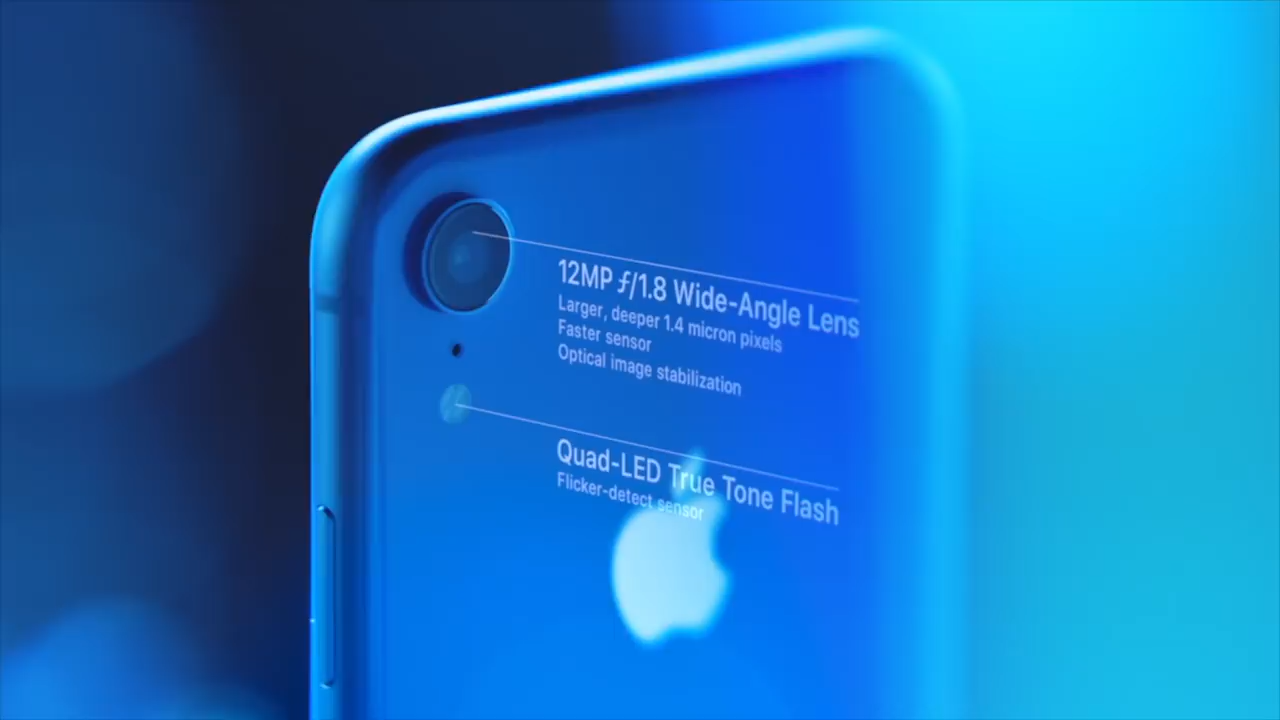 12MP ƒ/1.8 Wide-Angle Lens
Larger, deeper 1.4 micron pixels
Faster sensor
Optical image stabilization
Quad-LED True Tone Flash
Flicker-detect sensor